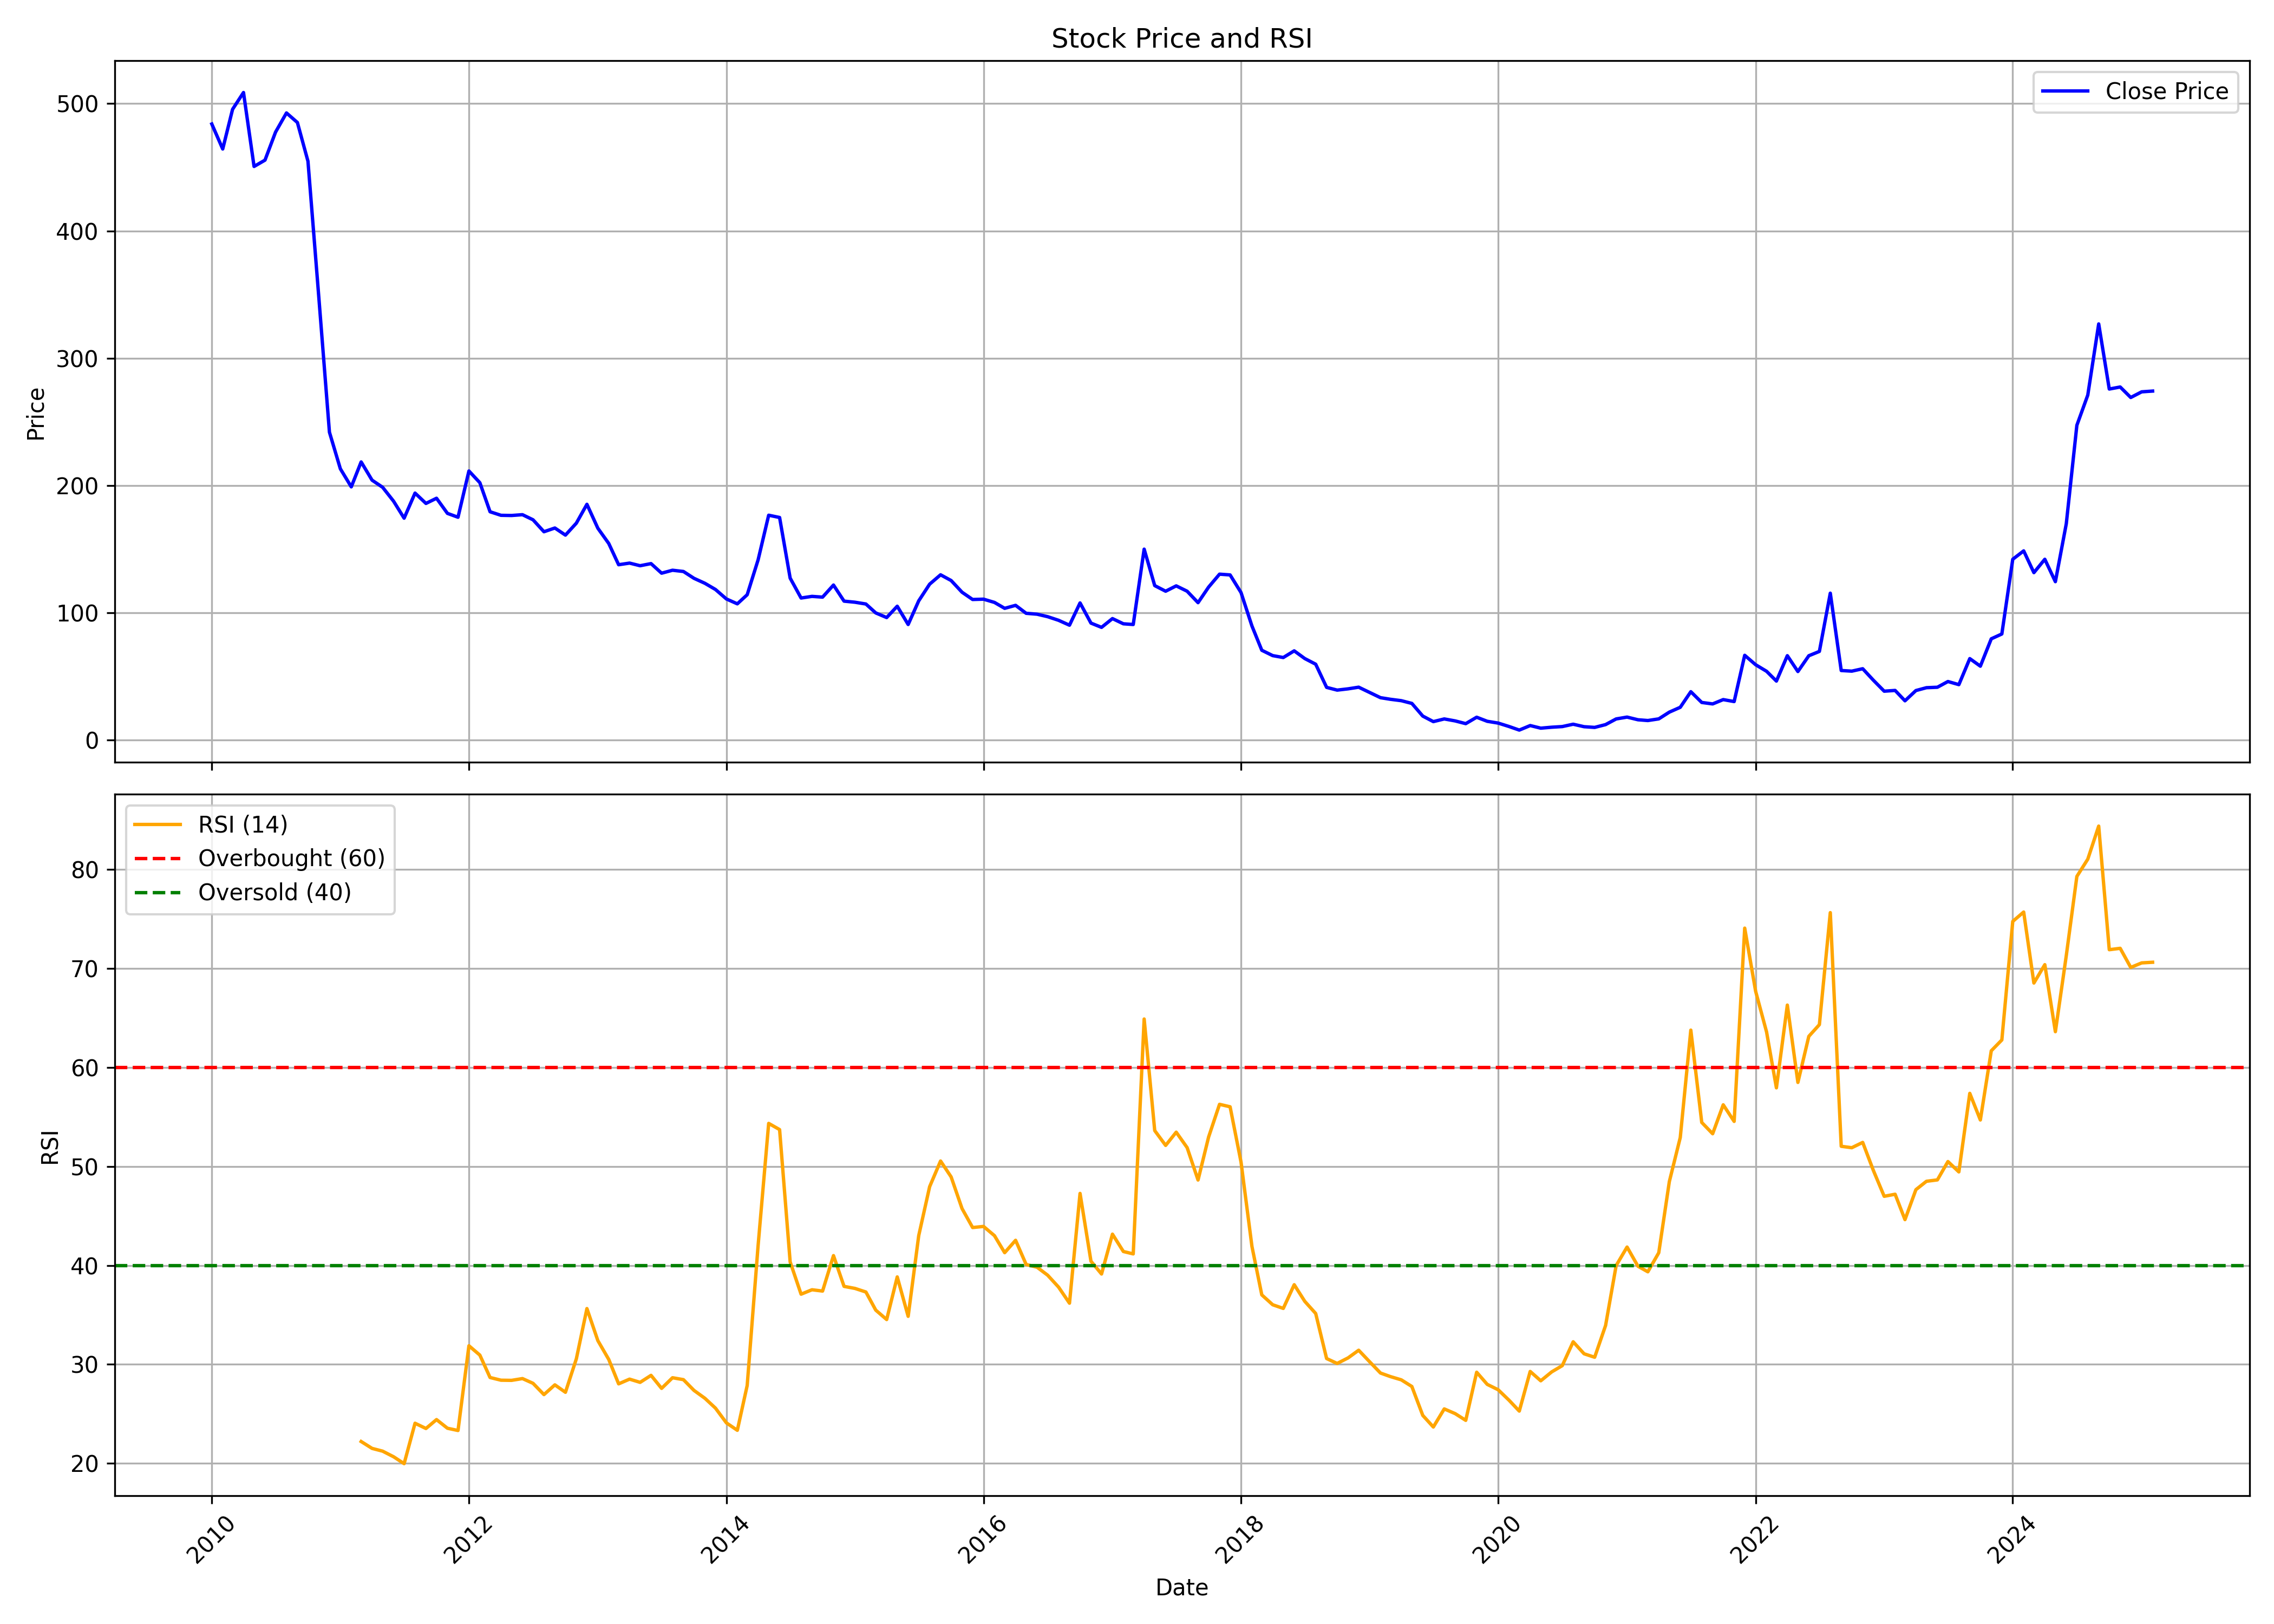 Stock Price and RSI
Close Price
500
400
300
200
100
0
Price
RSI (14)
Overbought (60)
Oversold (40)
80
70
60
50
40
30
20
RSI
2010
2012
2014
2016
2018
2020
2022
2024
Date